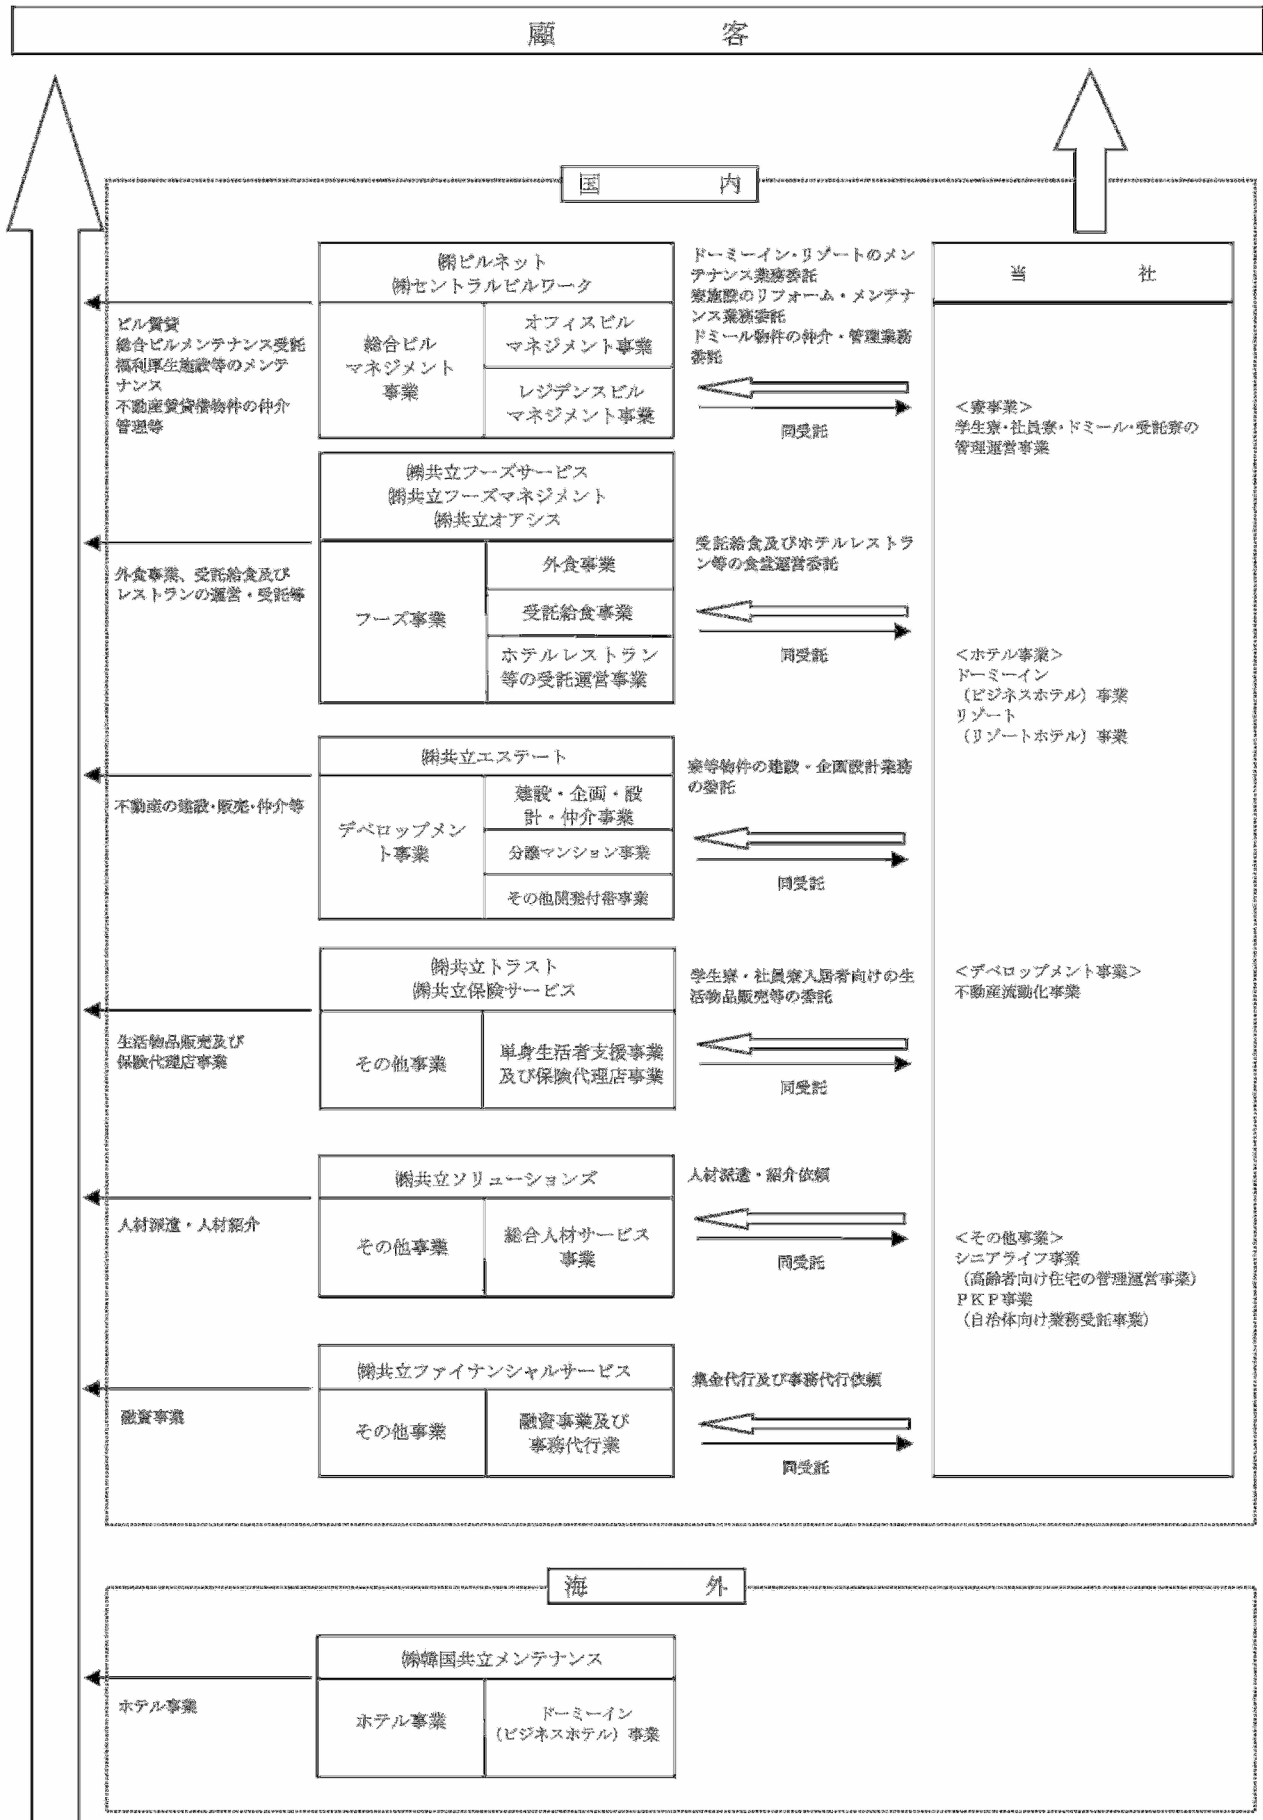 顧客
国内
㈱ビルネット
㈱セントラルビルワーク
総合ビル
マネジメント
事業
オフィスビル
マネジメント事業
レジデンスビル
マネジメント事業
ビル賃貸
総合ビルメンテナンス受託
福利厚生施設等のメンテ
ナンス
不動産賃貸借物件の仲介
管理等
ドーミーイン・リゾートのメン
テナンス業務委託
寮施設のリフォーム・メンテナ
ンス業務委託
ドミール物件の仲介・管理業務
委託
同受託
㈱共立フーズサービス
㈱共立フーズマネジメント
㈱共立オアシス
フーズ事業
外食事業
受託給食事業
ホテルレストラン
等の受託運営事業
外食事業、受託給食及び
レストランの運営・受託等
受託給食及びホテルレストラ
ン等の食堂運営委託
同受託
㈱共立エステート
デベロップメン
ト事業
建設・企画・設
計・仲介事業
分譲マンション事業
その他開発付帯事業
不動産の建設・販売・仲介等
寮等物件の建設・企画設計業務
の委託
同受託
㈱共立トラスト
㈱共立保険サービス
その他事業
単身生活者支援事業
及び保険代理店事業
生活物品販売及び
保険代理店事業
学生寮・社員寮入居者向けの生
活物品販売等の委託
同受託
㈱共立ソリューションズ
その他事業
総合人材サービス
事業
人材派遣・人材紹介
人材派遣・紹介依頼
同受託
㈱共立ファイナンシャルサービス
その他事業
融資事業及び
事務代行業
融資事業
集金代行及び事務代行依頼
同受託
当社
＜寮事業＞
学生寮・社員寮・ドミール・受託寮の
管理運営事業
＜ホテル事業＞
ドーミーイン
（ビジネスホテル）事業
リゾート
（リゾートホテル）事業
＜デベロップメント事業＞
不動産流動化事業
＜その他事業＞
シニアライフ事業
（高齢者向け住宅の管理運営事業）
ＰＫＰ事業
（自治体向け業務受託事業）
海外
㈱韓国共立メンテナンス
ホテル事業
ドーミーイン
（ビジネスホテル）事業
ホテル事業